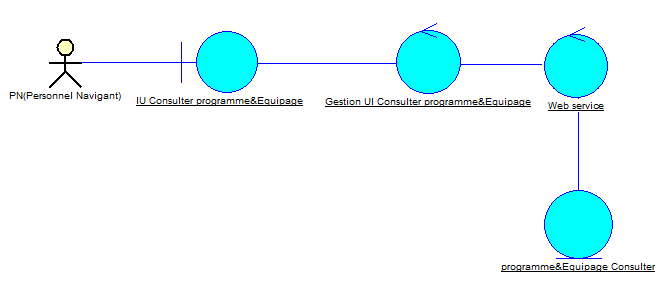 PN(Personnel Navigant)
IU Consulter programme&Equipage
Gestion UI Consulter programme&Equipage
Web service
programme&Equipage Consulter